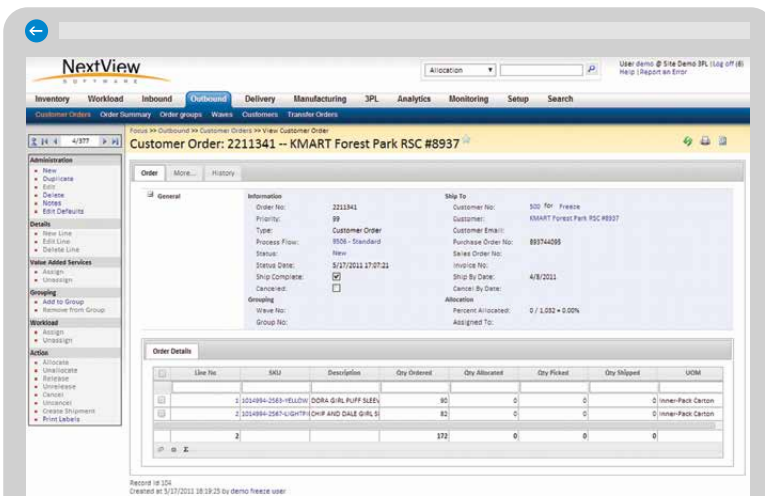 NextView
SOFTWARE
Allocation
User demo @ Site Demo 3PL |Log off (6)
Help |Report an Error
Inventory Workload Inbound Outbound Delivery Manufacturing 3PL Analytics Monitoring Setup Search
Customer Orders Order Summary Order groups Waves Customers Transfer Orders
4/377
Focus >> Outbound >> Customer Orders >> View Customer Order
Customer Order: 2211341 -- KMART Forest Park RSC #8937
Administration
New
Duplicate
Edit
Delete
Notes
Edit Defaults
Details
New Line
Edit Line
Delete Line
Value Added Services
Assign
Unassign
Grouping
Add to Group
Remove from Group
Workload
Assign
Unassign
Action
Allocate
Unallocate
Release
Unrelease
Cancel
Uncancel
Create Shipment
Print Labels
Order More... History
General
Information
Order No: 2211341
Priority: 99
Type: Customer Order
Process Flow: 9506 - Standard
Status: New
Status Date: 5/17/2011 17:07:21
Ship Complete:
Canceled:
Grouping
Wave No:
Group No:
Ship To
Customer No: 500 for Freeze
Customer: KMART Forest Park RSC #8937
Customer Email:
Purchase Order No: 893744095
Sales Order No:
Invoice No:
Ship By Date: 4/8/2011
Cancel By Date:
Allocation
Percent Allocated: 0 / 1,032 = 0.00%
Assigned To:
Order Details
Line No SKU Description Qty Ordered Qty Allocated Qty Picked Qty Shipped UOM
1 1014994-2563-YELLOW DORA GIRL PUFF SLEEV 90 0 0 0 Inner-Pack Carton
2 1014994-2567-LIGHTPI CHIP AND DALE GIRL S 82 0 0 0 Inner-Pack Carton
2 172 0 0 0
Record Id 104
Created at 5/17/2011 18:19:25 by demo freeze user